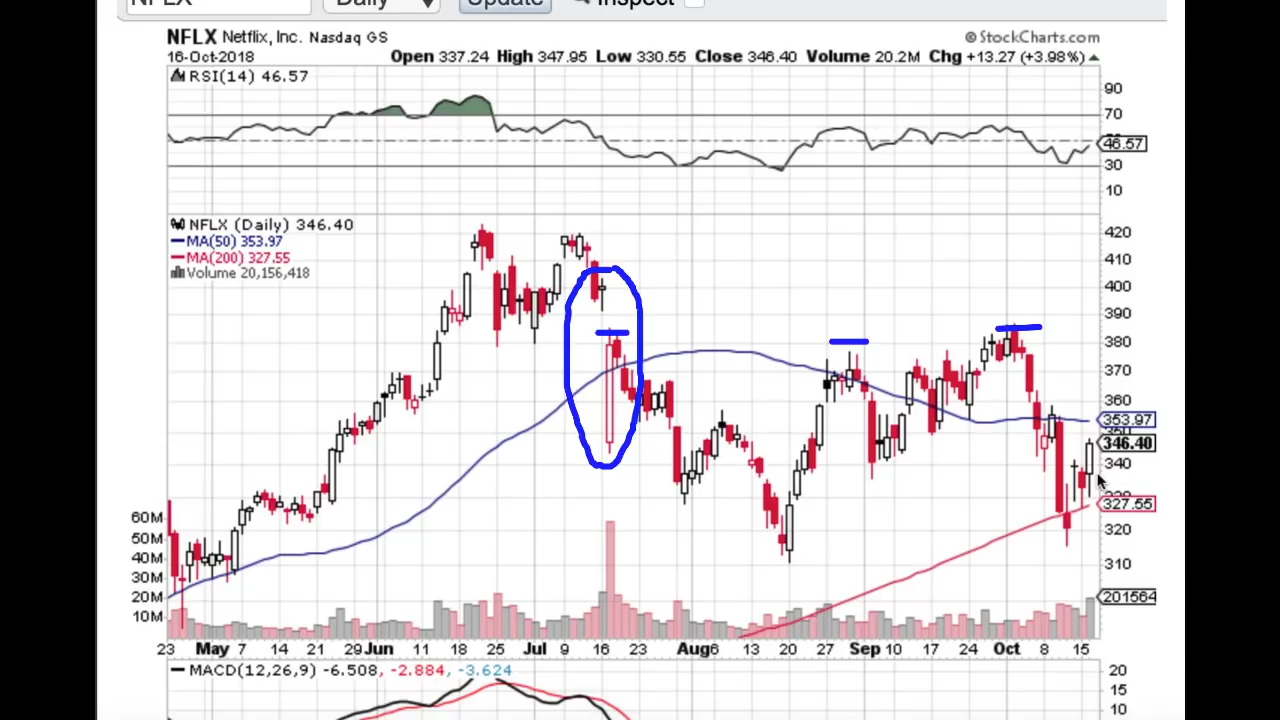 NFLX Daily Update Inspect
NFLX Netflix, Inc. Nasdaq GS © StockCharts.com
16-Oct-2018 Open 337.24 High 347.95 Low 330.55 Close 346.40 Volume 20.2M Chg +13.27 (+3.98%)
RSI(14) 46.57
90
70
46.57
30
10
NFLX (Daily) 346.40
MA(50) 353.97
MA(200) 327.55
Volume 20,156,418
420
410
400
390
380
370
360
353.97
350
346.40
340
330
327.55
320
310
60M
50M
40M
30M
20M
10M
201564
23 May 7 14 21 29 Jun 11 18 25 Jul 9 16 23 Aug 6 13 20 27 Sep 10 17 24 Oct 8 15
MACD(12,26,9) -6.508, -2.884, -3.624
20
15
10